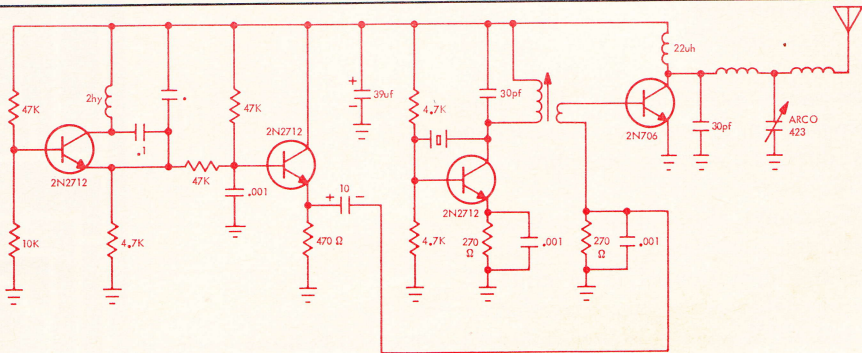 47K
2hy
.1
2N2712
10K
4.7K
47K
47K
.001
2N2712
470 Ω
+
10
−
+
−
39uf
4.7K
4.7K
30pf
2N2712
270
Ω
.001
270
Ω
.001
22uh
2N706
30pf
ARCO
423